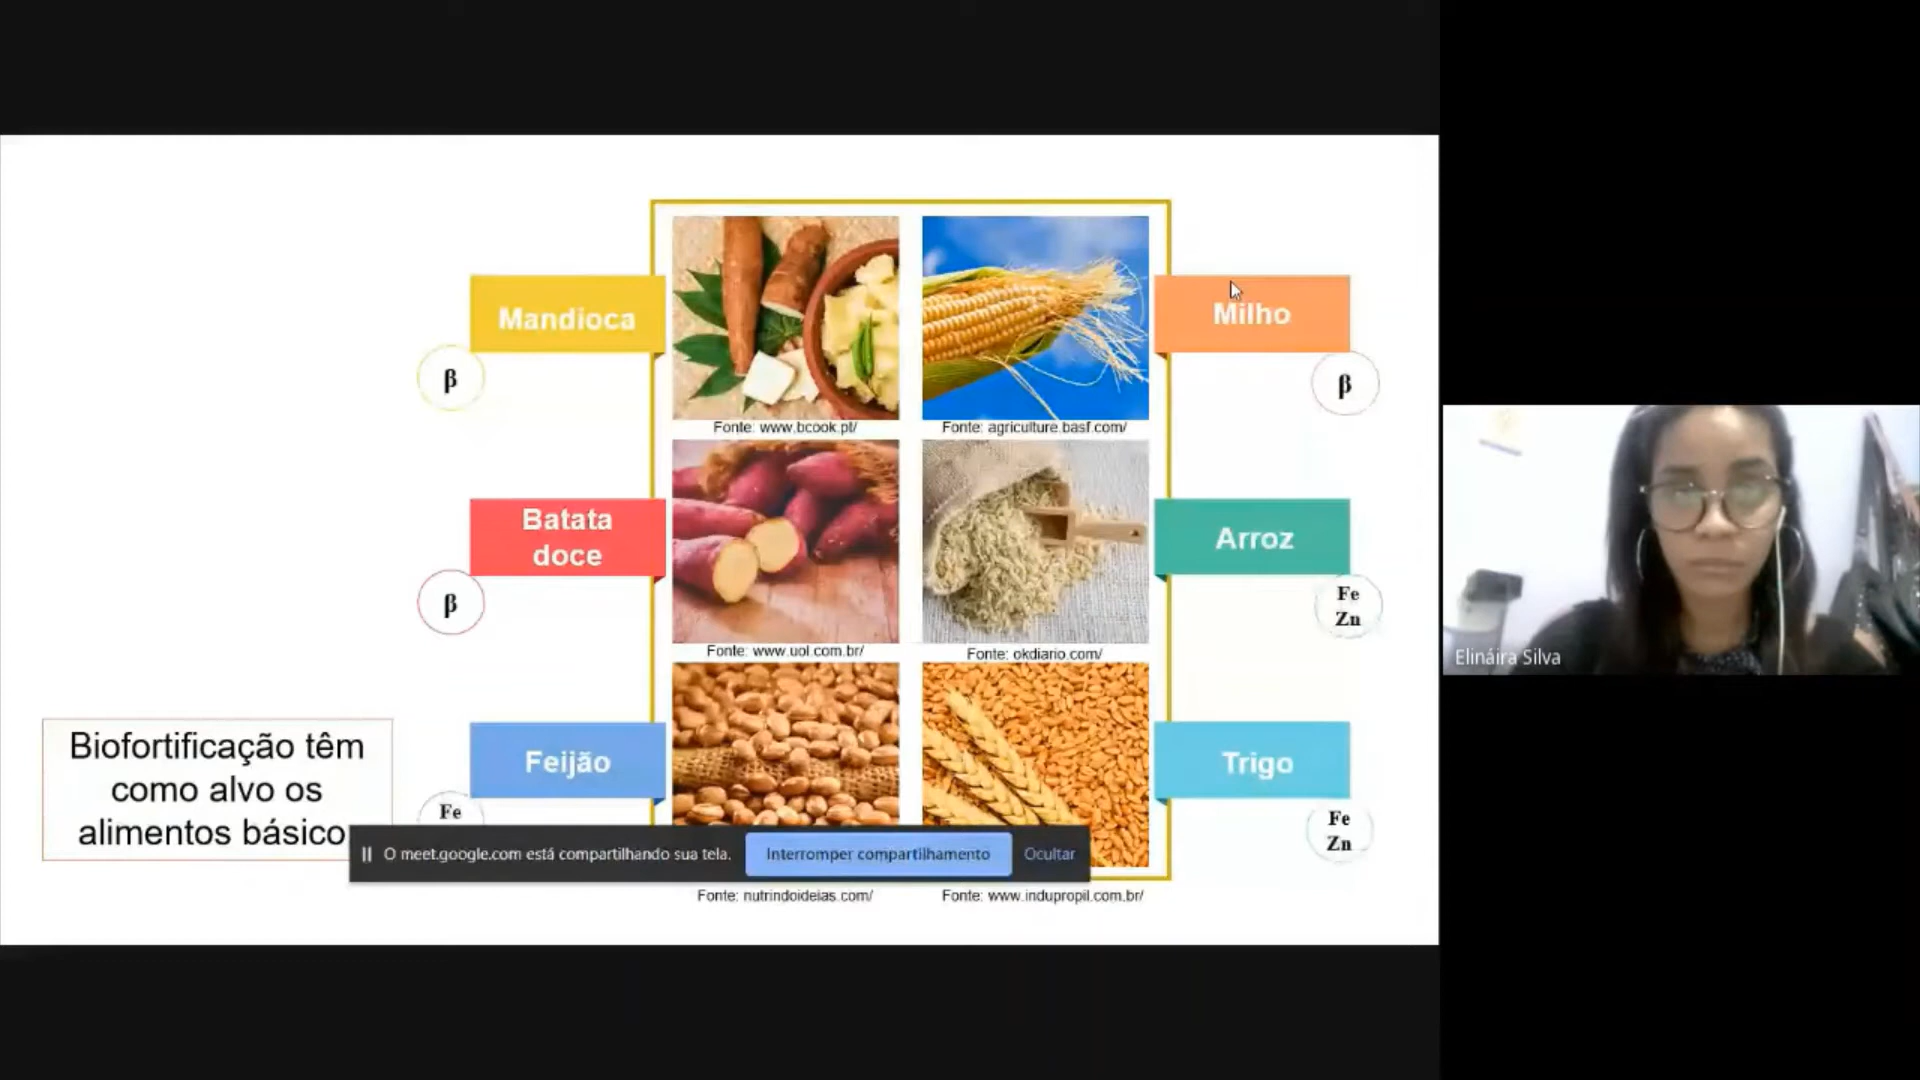 Mandioca
β
Fonte: www.bcook.pt/
Milho
β
Fonte: agriculture.basf.com/
Batata
doce
β
Fonte: www.uol.com.br/
Arroz
Fe
Zn
Fonte: okdiario.com/
Biofortificação têm
como alvo os
alimentos básico
Feijão
Fe
Trigo
Fe
Zn
O meet.google.com está compartilhando sua tela.
Interromper compartilhamento
Ocultar
Fonte: nutrindoideias.com/
Fonte: www.indupropil.com.br/
Elináira Silva